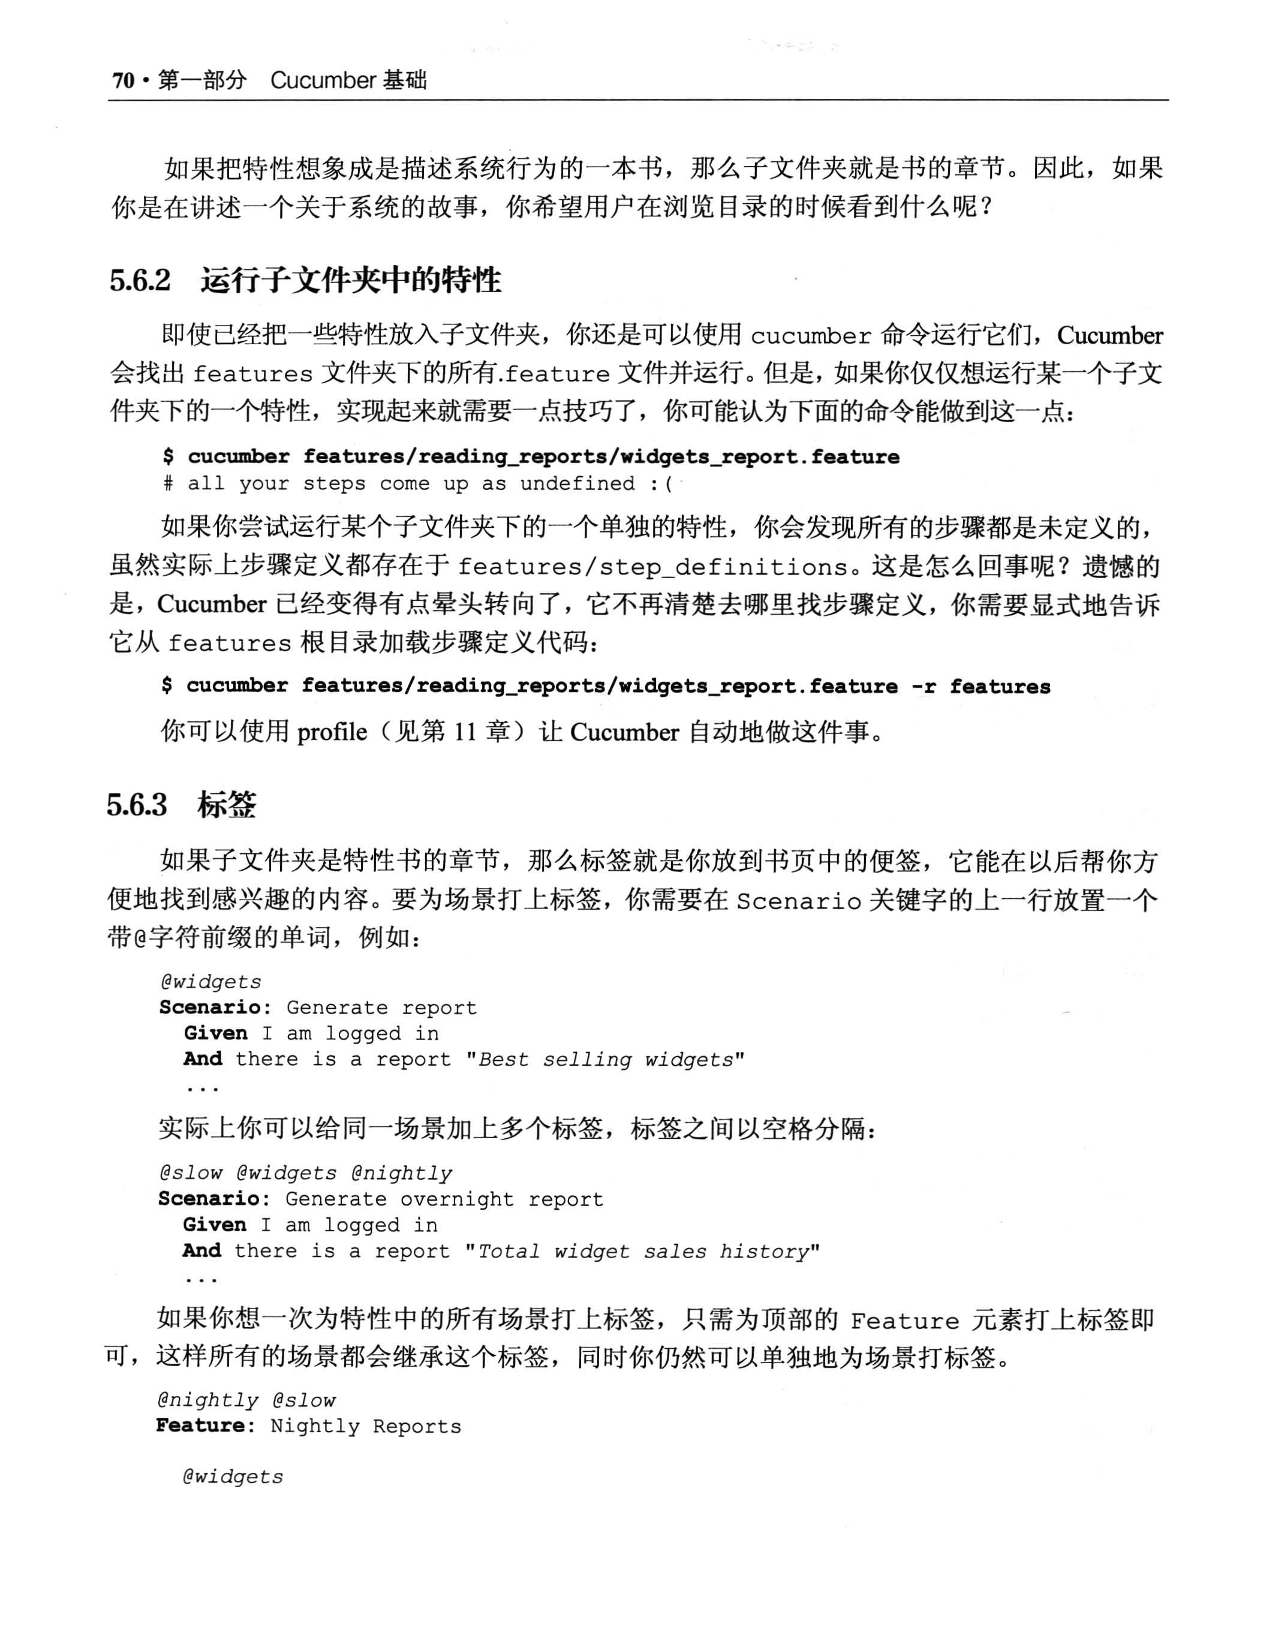 70·第一部分 Cucumber 基础
如果把特性想象成是描述系统行为的一本书，那么子文件夹就是书的章节。因此，如果
你是在讲述一个关于系统的故事，你希望用户在浏览目录的时候看到什么呢？
5.6.2 运行子文件夹中的特性
即使已经把一些特性放入子文件夹，你还是可以使用 cucumber 命令运行它们，Cucumber
会找出 features 文件夹下的所有.feature 文件并运行。但是，如果你仅仅想运行某一个子文
件夹下的一个特性，实现起来就需要一点技巧了，你可能认为下面的命令能做到这一点：
$ cucumber features/reading_reports/widgets_report.feature
# all your steps come up as undefined :(
如果你尝试运行某个子文件夹下的一个单独的特性，你会发现所有的步骤都是未定义的，
虽然实际上步骤定义都存在于 features/step_definitions。这是怎么回事呢？遗憾的
是，Cucumber 已经变得有点晕头转向了，它不再清楚去哪里找步骤定义，你需要显式地告诉
它从 features 根目录加载步骤定义代码：
$ cucumber features/reading_reports/widgets_report.feature -r features
你可以使用 profile（见第 11 章）让 Cucumber 自动地做这件事。
5.6.3 标签
如果子文件夹是特性书的章节，那么标签就是你放到书页中的便签，它能在以后帮你方
便地找到感兴趣的内容。要为场景打上标签，你需要在 Scenario 关键字的上一行放置一个
带@字符前缀的单词，例如：
@widgets
Scenario: Generate report
Given I am logged in
And there is a report "Best selling widgets"
...
实际上你可以给同一场景加上多个标签，标签之间以空格分隔：
@slow @widgets @nightly
Scenario: Generate overnight report
Given I am logged in
And there is a report "Total widget sales history"
...
如果你想一次为特性中的所有场景打上标签，只需为顶部的 Feature 元素打上标签即
可，这样所有的场景都会继承这个标签，同时你仍然可以单独地为场景打标签。
@nightly @slow
Feature: Nightly Reports
@widgets